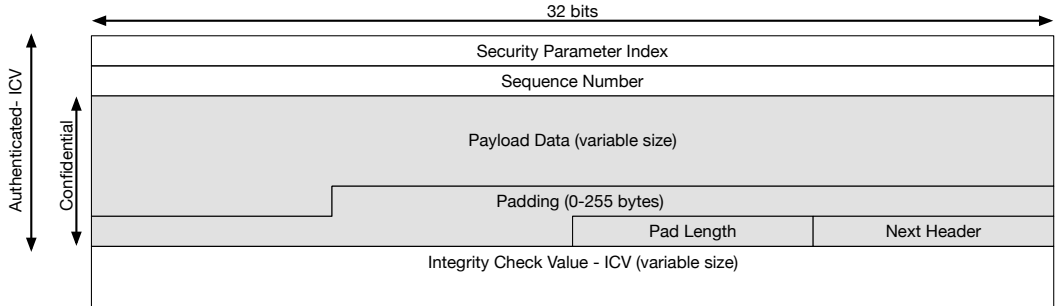 32 bits
Authenticated- ICV
Confidential
Security Parameter Index
Sequence Number
Payload Data (variable size)
Padding (0-255 bytes)
Pad Length
Next Header
Integrity Check Value - ICV (variable size)